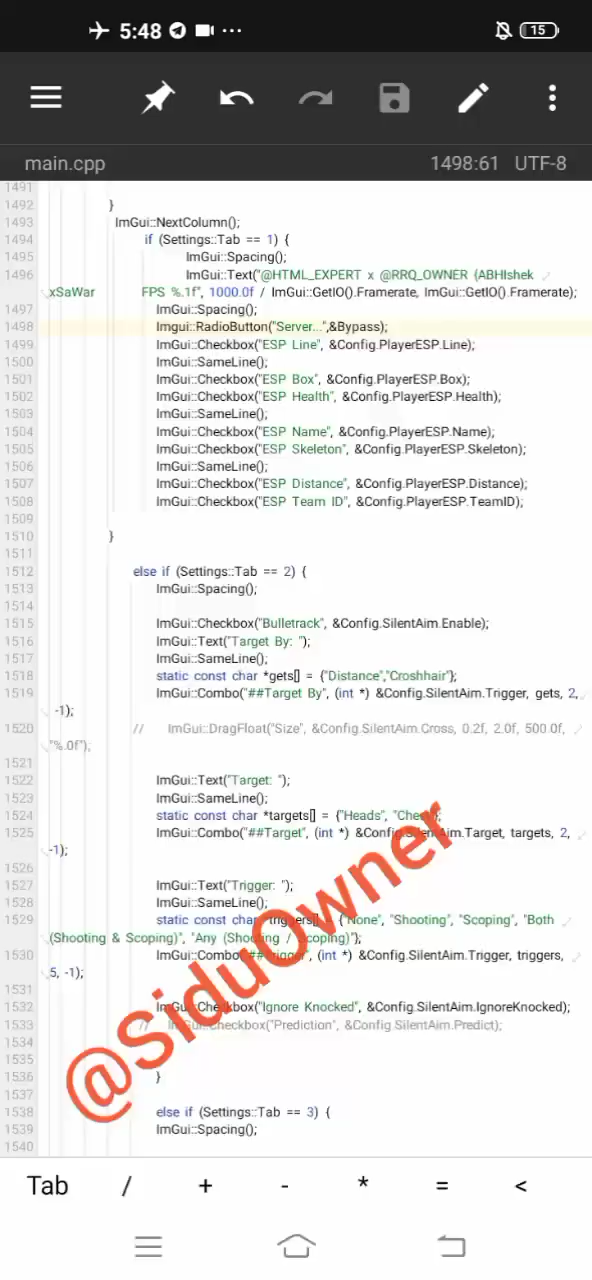 5:48
15
main.cpp 1498:61 UTF-8
1491
1492 }
1493 ImGui::NextColumn();
1494 if (Settings::Tab == 1) {
1495 ImGui::Spacing();
1496 ImGui::Text("@HTML_EXPERT x @RRQ_OWNER (ABHIshek
xSaWar FPS %.1f", 1000.0f / ImGui::GetIO().Framerate, ImGui::GetIO().Framerate);
1497 ImGui::Spacing();
1498 Imgui::RadioButton("Server...",&Bypass);
1499 ImGui::Checkbox("ESP Line", &Config.PlayerESP.Line);
1500 ImGui::SameLine();
1501 ImGui::Checkbox("ESP Box", &Config.PlayerESP.Box);
1502 ImGui::Checkbox("ESP Health", &Config.PlayerESP.Health);
1503 ImGui::SameLine();
1504 ImGui::Checkbox("ESP Name", &Config.PlayerESP.Name);
1505 ImGui::Checkbox("ESP Skeleton", &Config.PlayerESP.Skeleton);
1506 ImGui::SameLine();
1507 ImGui::Checkbox("ESP Distance", &Config.PlayerESP.Distance);
1508 ImGui::Checkbox("ESP Team ID", &Config.PlayerESP.TeamID);
1509
1510 }
1511
1512 else if (Settings::Tab == 2) {
1513 ImGui::Spacing();
1514
1515 ImGui::Checkbox("Bulletrack", &Config.SilentAim.Enable);
1516 ImGui::Text("Target By: ");
1517 ImGui::SameLine();
1518 static const char *gets[] = {"Distance","Croshhair"};
1519 ImGui::Combo("##Target By", (int *) &Config.SilentAim.Trigger, gets, 2,
-1);
1520 // ImGui::DragFloat("Size", &Config.SilentAim.Cross, 0.2f, 2.0f, 500.0f,
"%.0f");
1521
1522 ImGui::Text("Target: ");
1523 ImGui::SameLine();
1524 static const char *targets[] = {"Heads", "Chest"};
1525 ImGui::Combo("##Target", (int *) &Config.SilentAim.Target, targets, 2,
-1);
1526
1527 ImGui::Text("Trigger: ");
1528 ImGui::SameLine();
1529 static const char *triggers[] = {"None", "Shooting", "Scoping", "Both
(Shooting & Scoping)", "Any (Shooting / Scoping)"};
1530 ImGui::Combo("##Trigger", (int *) &Config.SilentAim.Trigger, triggers,
5, -1);
1531
1532 ImGui::Checkbox("Ignore Knocked", &Config.SilentAim.IgnoreKnocked);
1533 // ImGui::Checkbox("Prediction", &Config.SilentAim.Predict);
1534
1535
1536 }
1537
1538 else if (Settings::Tab == 3) {
1539 ImGui::Spacing();
1540
@SiduOwner
Tab / + - * = <